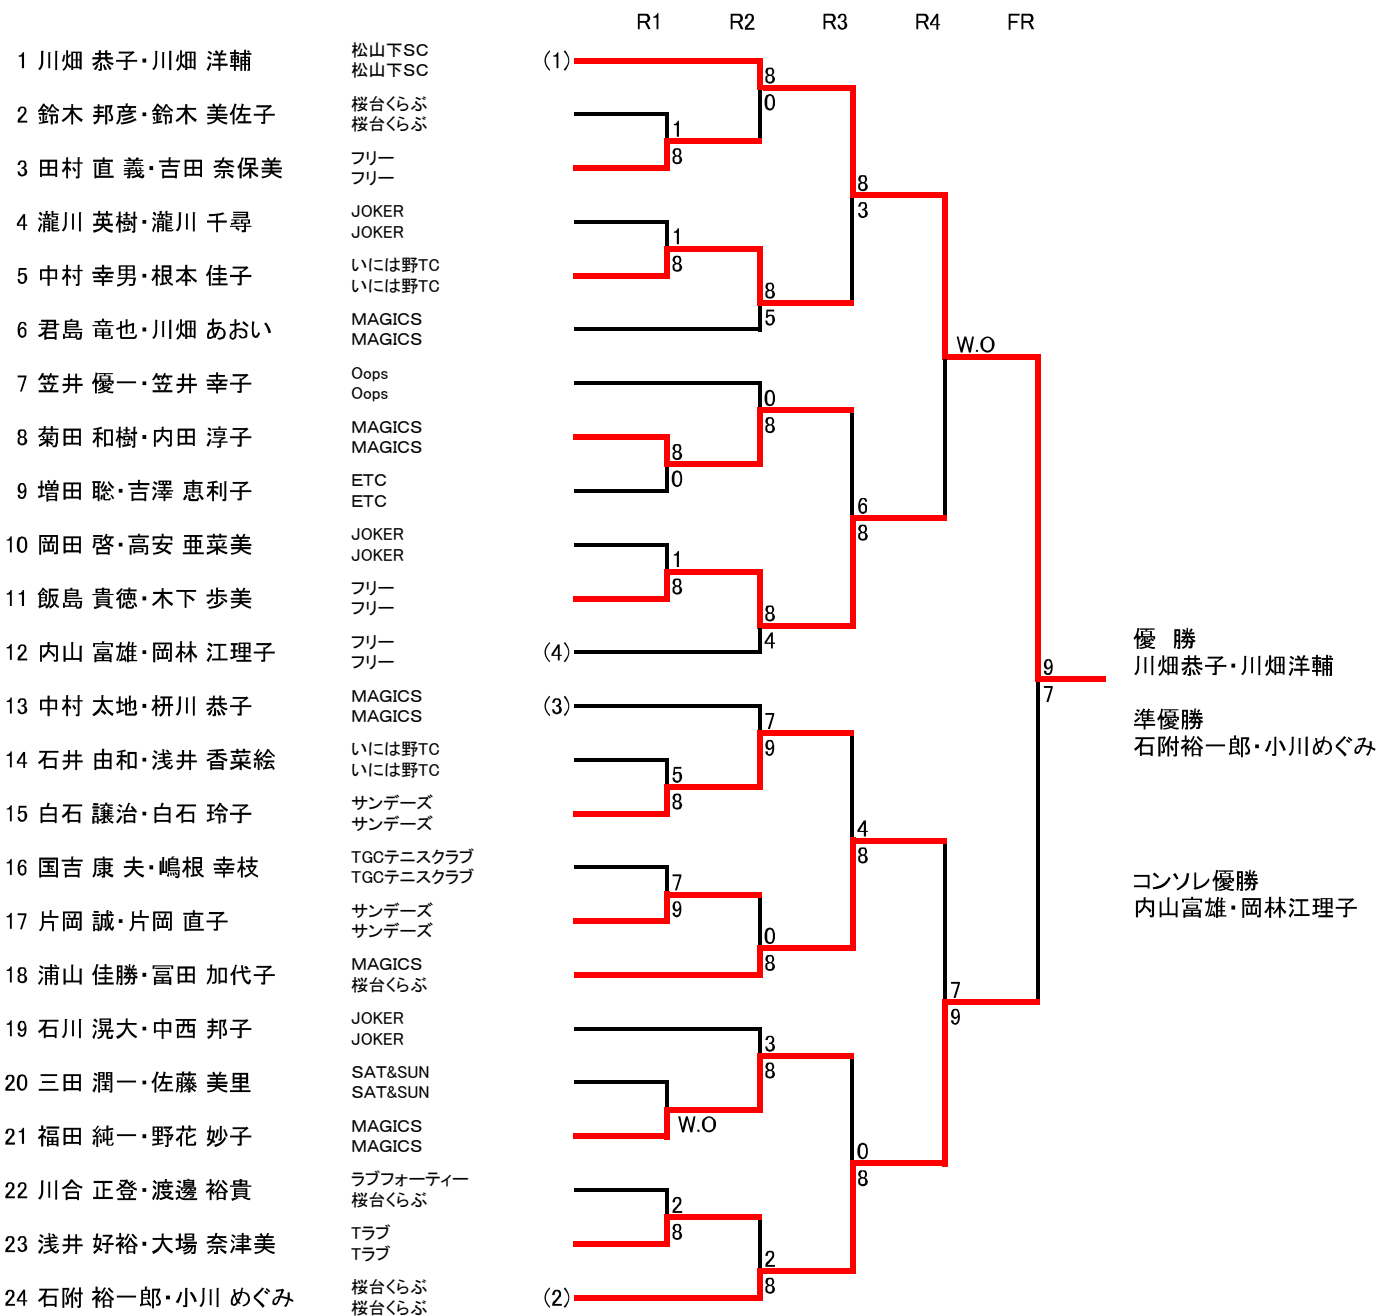 R1 R2 R3 R4 FR
1 川畑 恭子・川畑 洋輔 松山下SC (1)
松山下SC
8
0
2 鈴木 邦彦・鈴木 美佐子 桜台くらぶ
桜台くらぶ
1
8
3 田村 直 義・吉田 奈保美 フリー
フリー
8
3
4 瀧川 英樹・瀧川 千尋 JOKER
JOKER
1
8
5 中村 幸男・根本 佳子 いには野TC
いには野TC
8
5
6 君島 竜也・川畑 あおい MAGICS
MAGICS
W.O
7 笠井 優一・笠井 幸子 Oops
Oops
0
8
8 菊田 和樹・内田 淳子 MAGICS
MAGICS
8
0
9 増田 聡・吉澤 恵利子 ETC
ETC
6
8
10 岡田 啓・高安 亜菜美 JOKER
JOKER
1
8
11 飯島 貴徳・木下 歩美 フリー
フリー
8
4
12 内山 富雄・岡林 江理子 フリー (4)
フリー
優 勝
川畑恭子・川畑洋輔
9
7
13 中村 太地・枡川 恭子 MAGICS (3)
MAGICS
7
9
準優勝
石附裕一郎・小川めぐみ
14 石井 由和・浅井 香菜絵 いには野TC
いには野TC
5
8
15 白石 譲治・白石 玲子 サンデーズ
サンデーズ
4
8
16 国吉 康 夫・嶋根 幸枝 TGCテニスクラブ
TGCテニスクラブ
7
9
コンソレ優勝
内山富雄・岡林江理子
17 片岡 誠・片岡 直子 サンデーズ
サンデーズ
0
8
18 浦山 佳勝・冨田 加代子 MAGICS
桜台くらぶ
7
9
19 石川 滉大・中西 邦子 JOKER
JOKER
3
8
20 三田 潤一・佐藤 美里 SAT&SUN
SAT&SUN
W.O
21 福田 純一・野花 妙子 MAGICS
MAGICS
0
8
22 川合 正登・渡邊 裕貴 ラブフォーティー
桜台くらぶ
2
8
23 浅井 好裕・大場 奈津美 Tラブ
Tラブ
2
8
24 石附 裕一郎・小川 めぐみ 桜台くらぶ (2)
桜台くらぶ